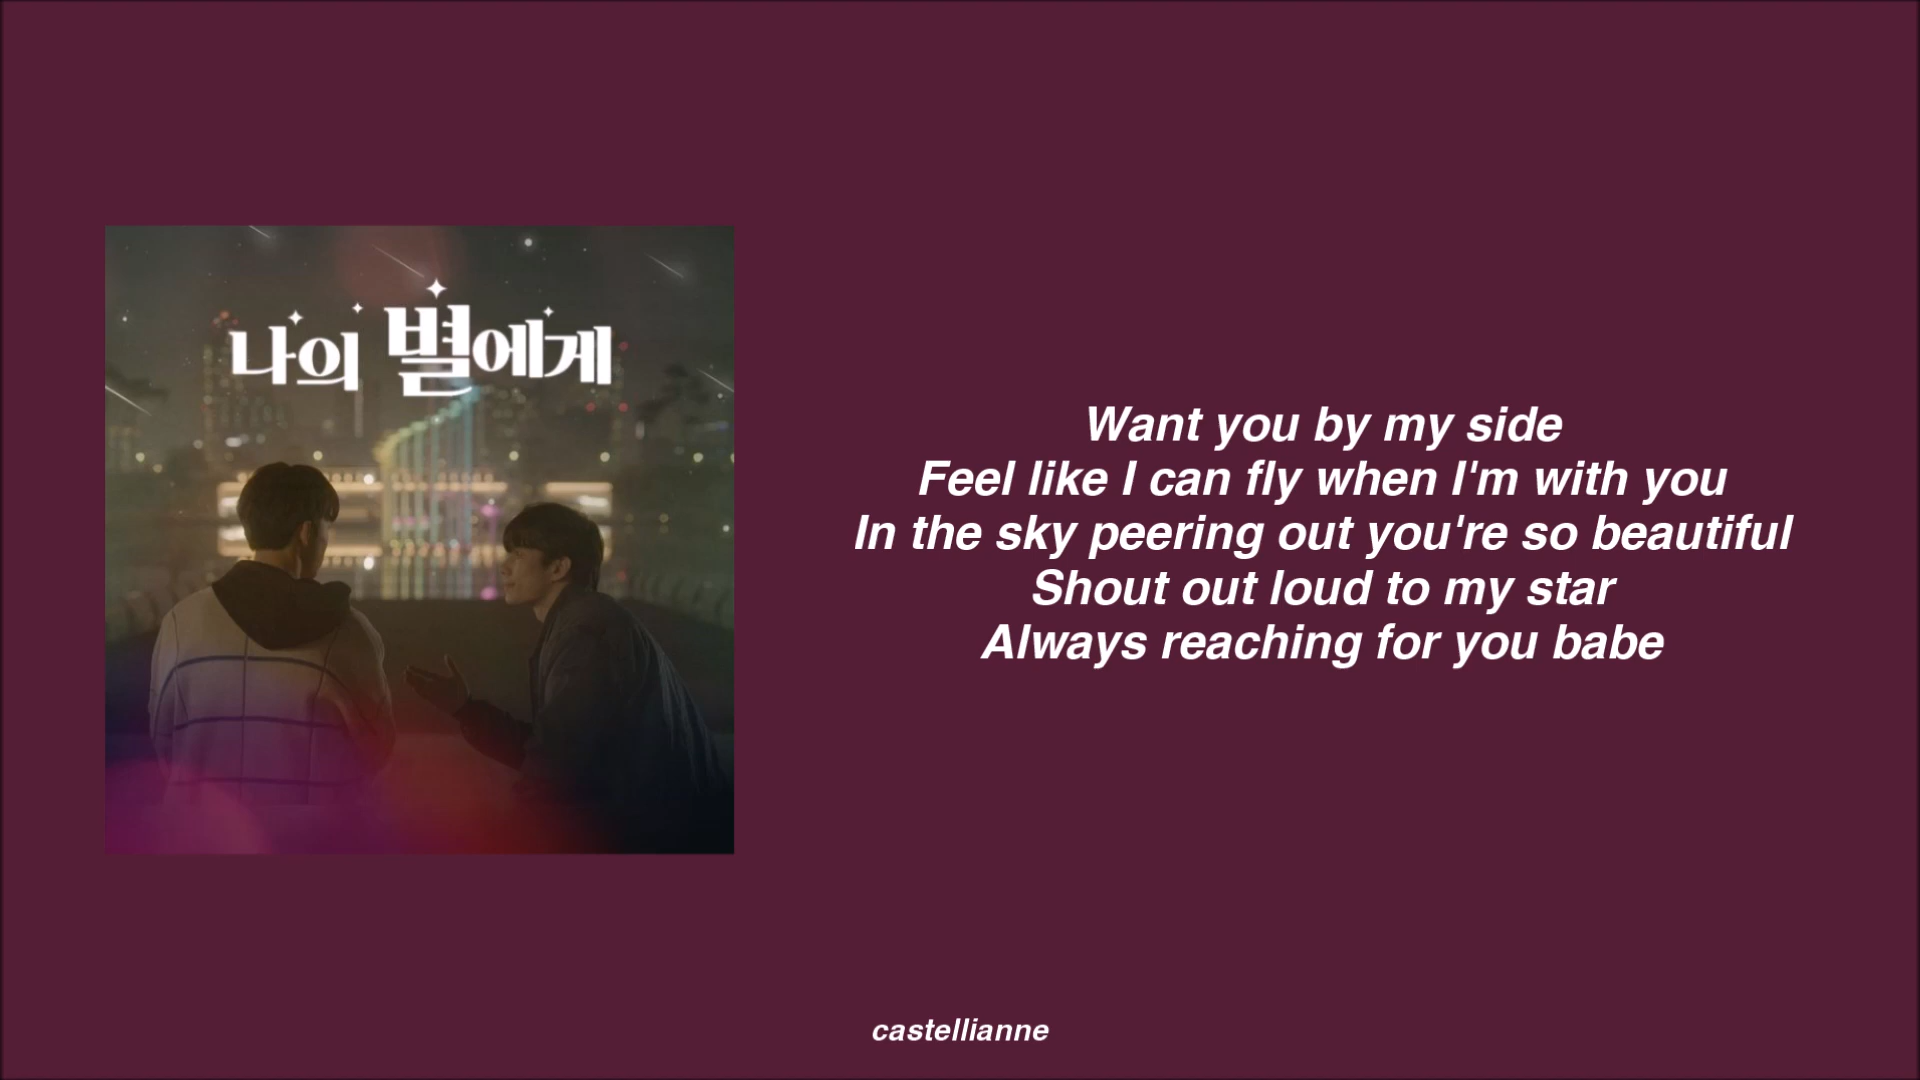 나의 별에게
Want you by my side
Feel like I can fly when I'm with you
In the sky peering out you're so beautiful
Shout out loud to my star
Always reaching for you babe
castellianne